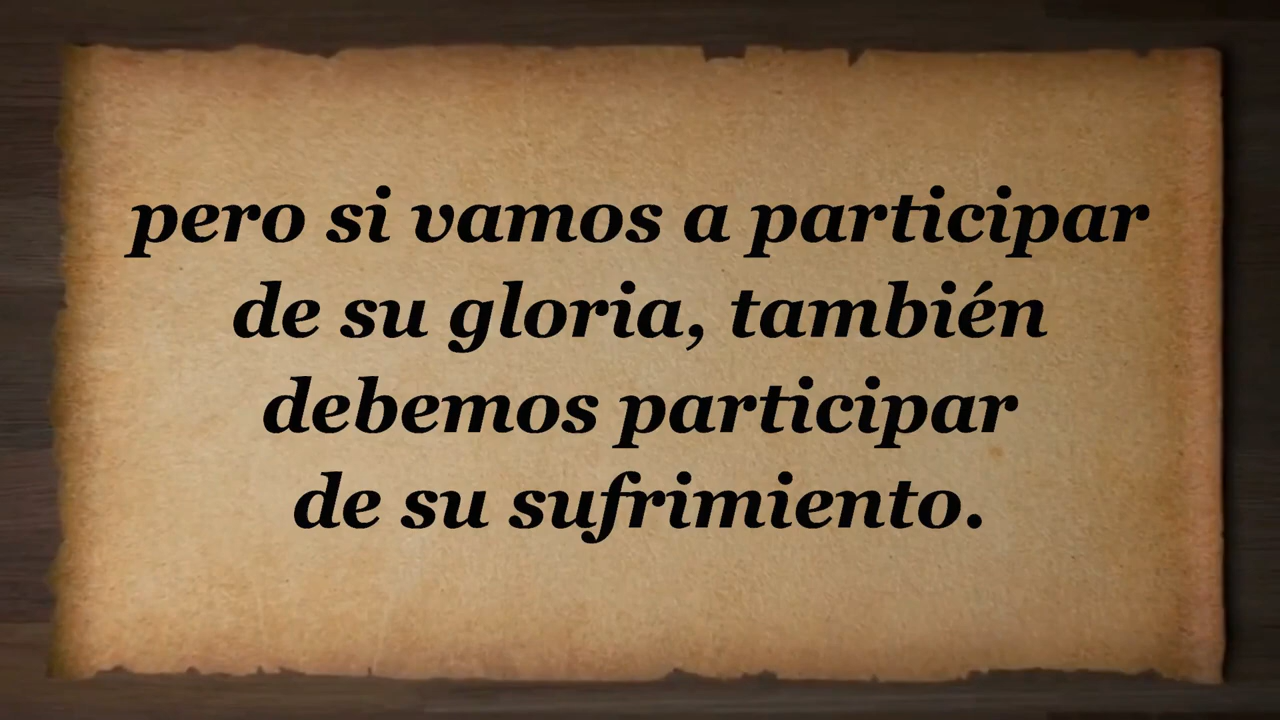 pero si vamos a participar
de su gloria, también
debemos participar
de su sufrimiento.